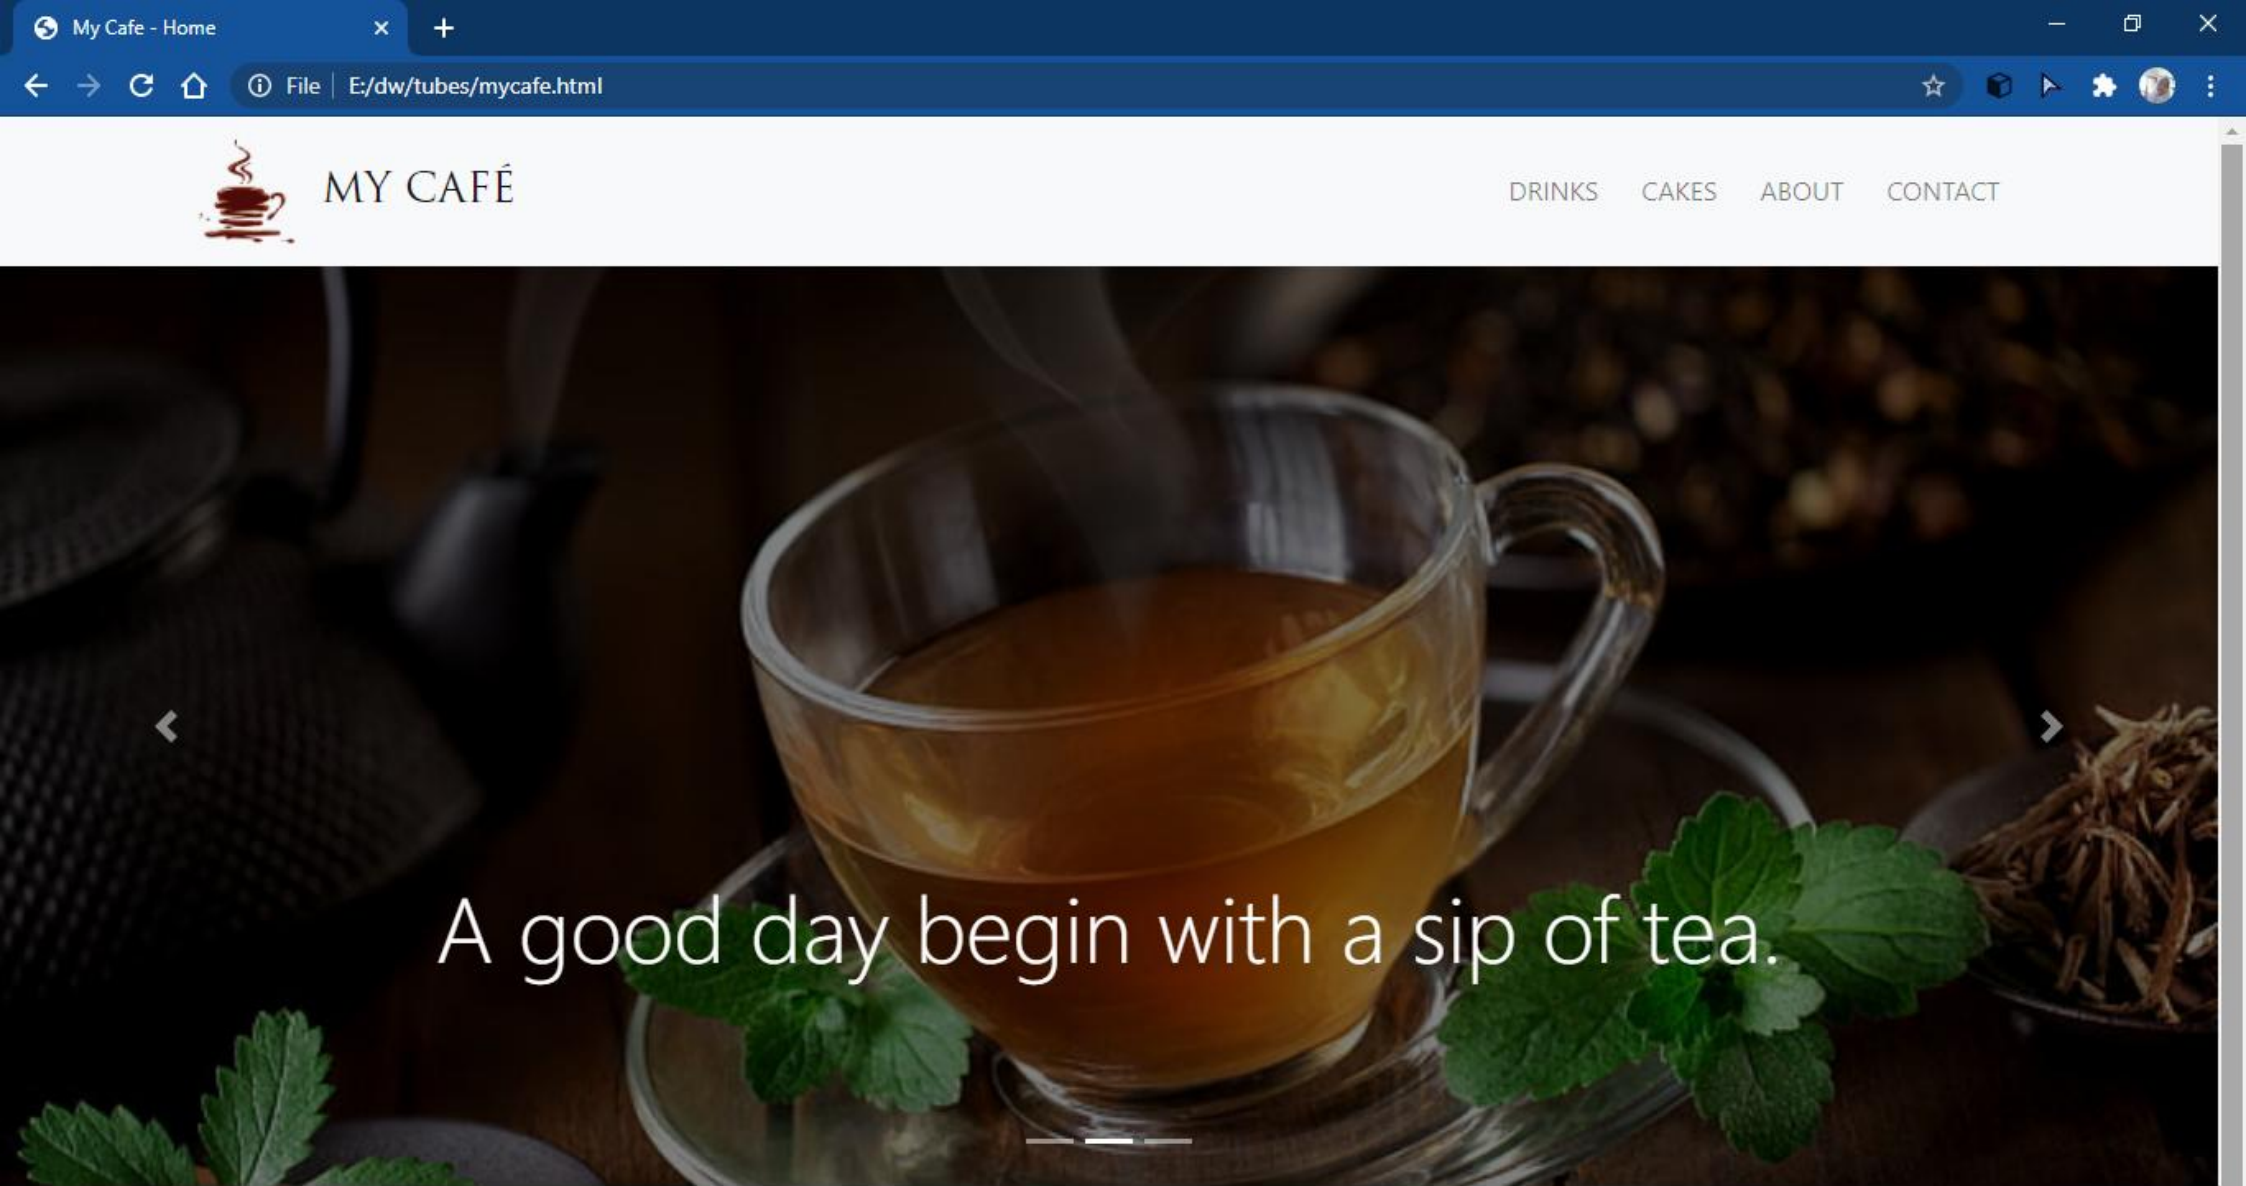 My Cafe - Home
File E:/dw/tubes/mycafe.html
MY CAFÉ
DRINKS CAKES ABOUT CONTACT
A good day begin with a sip of tea.